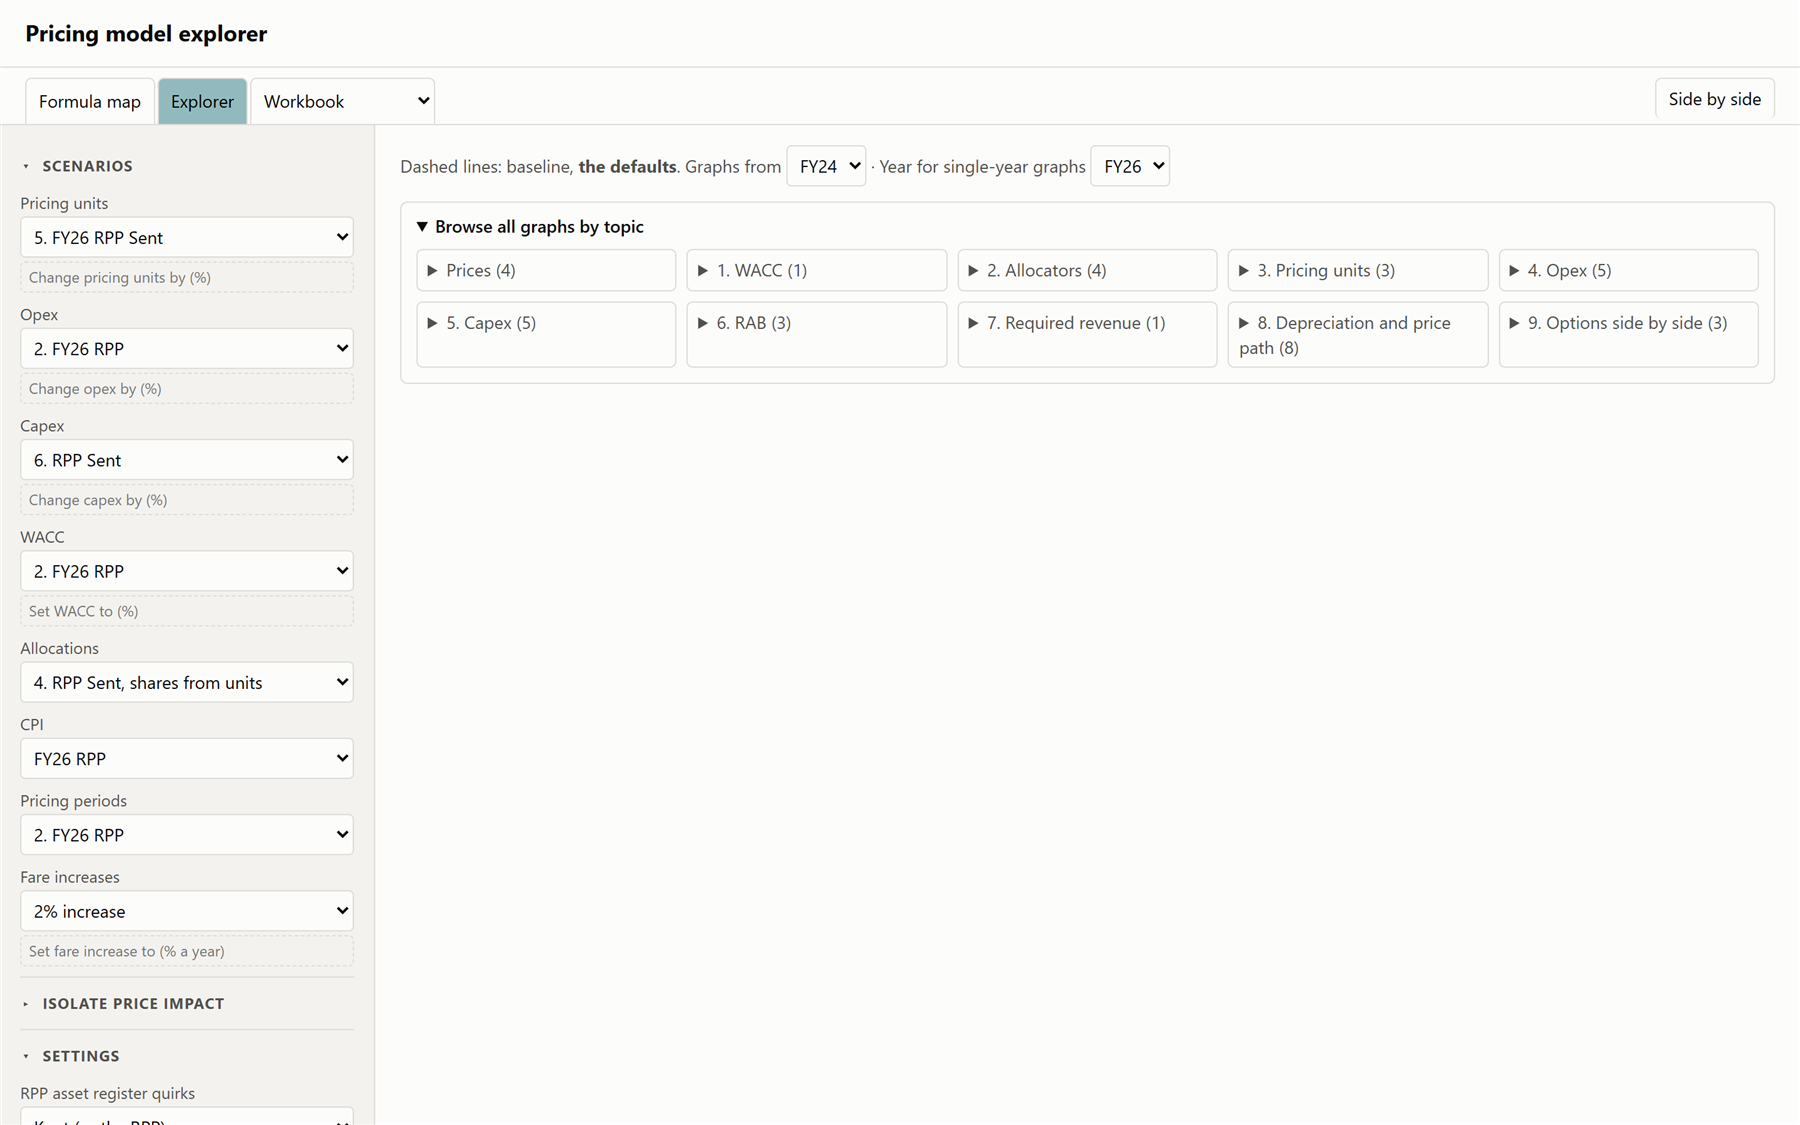 Pricing model explorer
Formula map
Explorer
Workbook
Side by side
SCENARIOS
Pricing units
5. FY26 RPP Sent
Change pricing units by (%)
Opex
2. FY26 RPP
Change opex by (%)
Capex
6. RPP Sent
Change capex by (%)
WACC
2. FY26 RPP
Set WACC to (%)
Allocations
4. RPP Sent, shares from units
CPI
FY26 RPP
Pricing periods
2. FY26 RPP
Fare increases
2% increase
Set fare increase to (% a year)
ISOLATE PRICE IMPACT
SETTINGS
RPP asset register quirks
Dashed lines: baseline, the defaults. Graphs from FY24 · Year for single-year graphs FY26
Browse all graphs by topic
Prices (4)
1. WACC (1)
2. Allocators (4)
3. Pricing units (3)
4. Opex (5)
5. Capex (5)
6. RAB (3)
7. Required revenue (1)
8. Depreciation and price
path (8)
9. Options side by side (3)